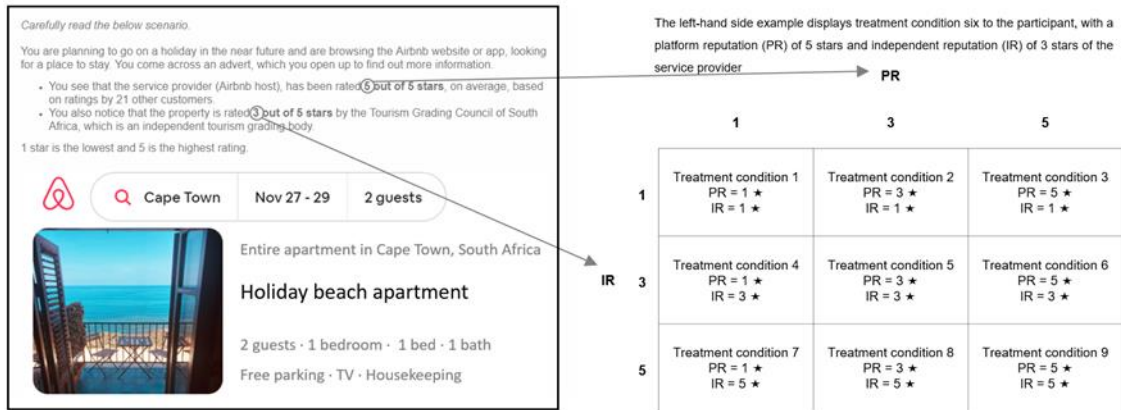 Carefully read the below scenario.
You are planning to go on a holiday in the near future and are browsing the Airbnb website or app, looking
for a place to stay. You come across an advert, which you open up to find out more information.
• You see that the service provider (Airbnb host), has been rated 5 out of 5 stars, on average, based
on ratings by 21 other customers.
• You also notice that the property is rated 3 out of 5 stars by the Tourism Grading Council of South
Africa, which is an independent tourism grading body.
1 star is the lowest and 5 is the highest rating.
Cape Town
Nov 27 - 29
2 guests
Entire apartment in Cape Town, South Africa
Holiday beach apartment
2 guests · 1 bedroom · 1 bed · 1 bath
Free parking · TV · Housekeeping
The left-hand side example displays treatment condition six to the participant, with a
platform reputation (PR) of 5 stars and independent reputation (IR) of 3 stars of the
service provider
PR
1 3 5
IR
1
Treatment condition 1
PR = 1 ★
IR = 1 ★
Treatment condition 2
PR = 3 ★
IR = 1 ★
Treatment condition 3
PR = 5 ★
IR = 1 ★
3
Treatment condition 4
PR = 1 ★
IR = 3 ★
Treatment condition 5
PR = 3 ★
IR = 3 ★
Treatment condition 6
PR = 5 ★
IR = 3 ★
5
Treatment condition 7
PR = 1 ★
IR = 5 ★
Treatment condition 8
PR = 3 ★
IR = 5 ★
Treatment condition 9
PR = 5 ★
IR = 5 ★